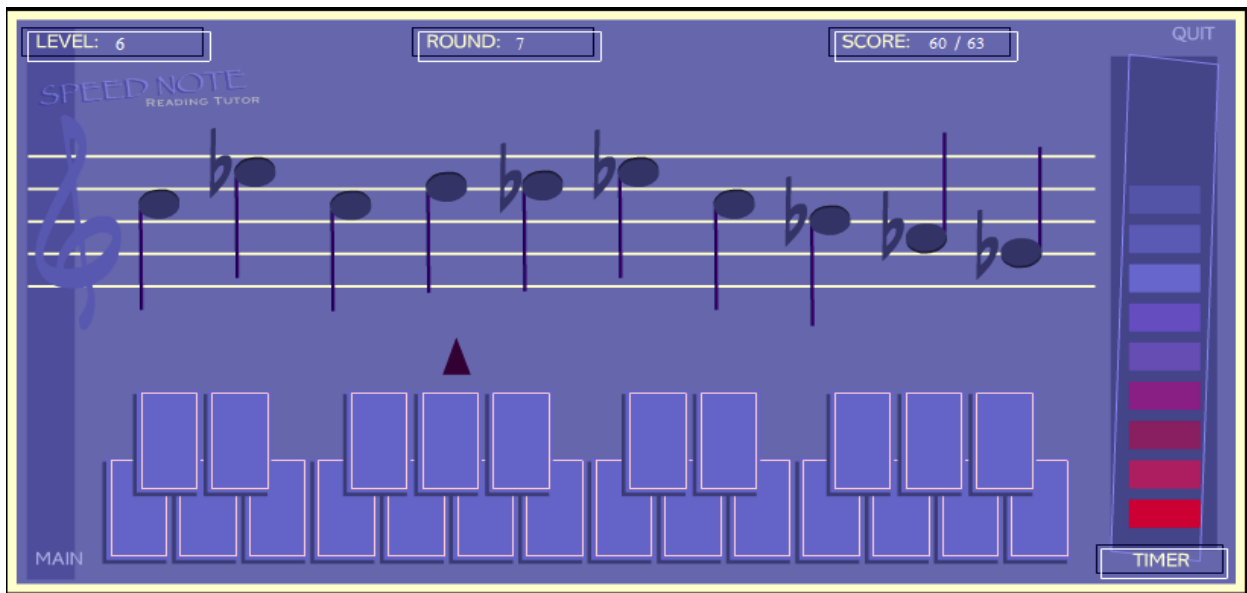 LEVEL: 6
ROUND: 7
SCORE: 60 / 63
QUIT
SPEED NOTE
READING TUTOR
MAIN
TIMER